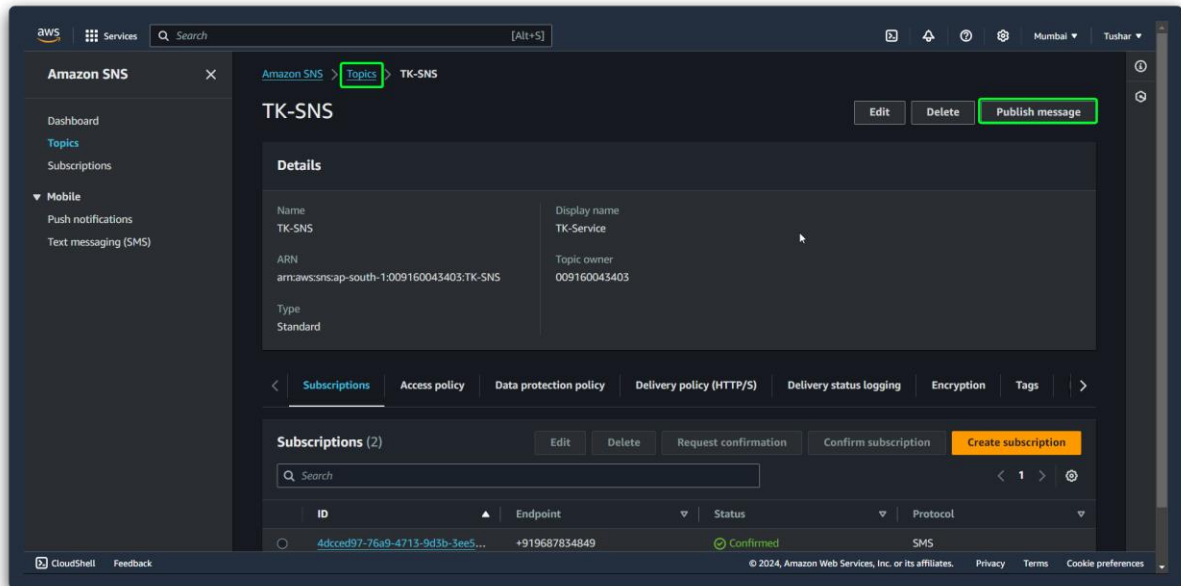 aws Services Search [Alt+S] Mumbai Tushar
Amazon SNS
Dashboard
Topics
Subscriptions
Mobile
Push notifications
Text messaging (SMS)
Amazon SNS > Topics > TK-SNS
TK-SNS
Edit Delete Publish message
Details
Name
TK-SNS
ARN
arn:aws:sns:ap-south-1:009160043403:TK-SNS
Type
Standard
Display name
TK-Service
Topic owner
009160043403
Subscriptions Access policy Data protection policy Delivery policy (HTTP/S) Delivery status logging Encryption Tags
Subscriptions (2) Edit Delete Request confirmation Confirm subscription Create subscription
Search 1
ID Endpoint Status Protocol
4dcced97-76a9-4713-9d3b-3ee5... +919687834849 Confirmed SMS
CloudShell Feedback © 2024, Amazon Web Services, Inc. or its affiliates. Privacy Terms Cookie preferences